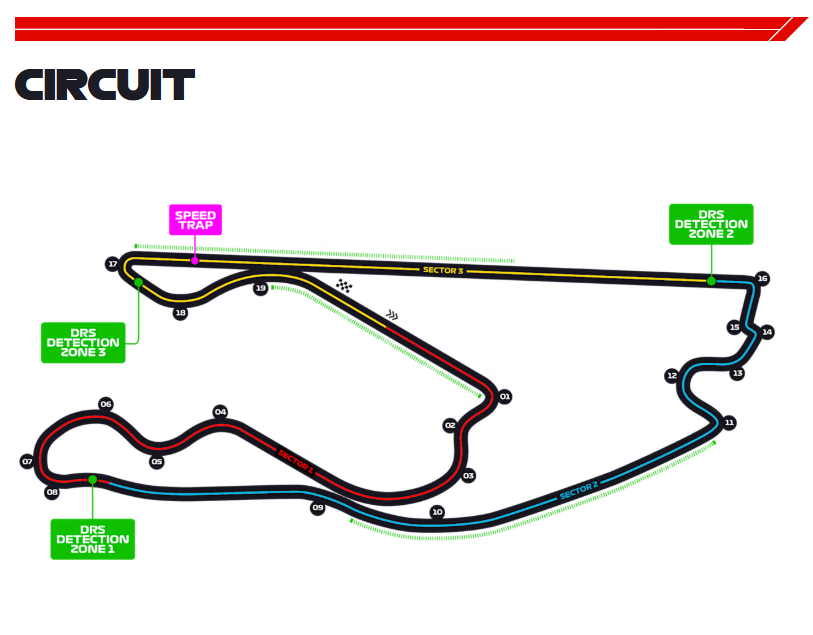 CIRCUIT
SPEED
TRAP
DRS
DETECTION
ZONE 2
17
SECTOR 3
16
19
18
15
14
DRS
DETECTION
ZONE 3
13
12
01
06
04
02
11
05
SECTOR 1
07
03
08
SECTOR 2
09
10
DRS
DETECTION
ZONE 1